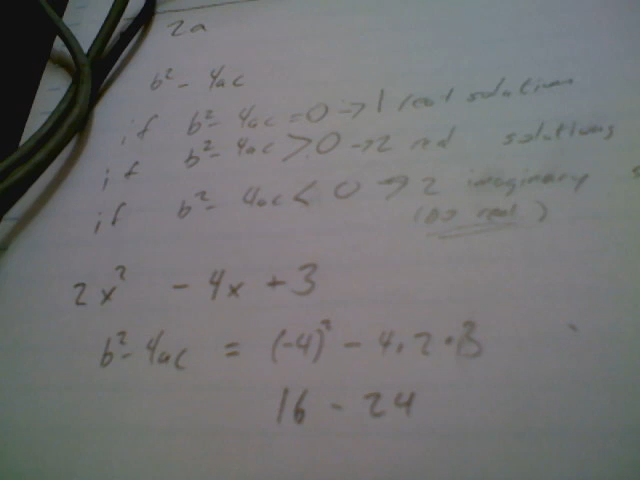 2a
b² - 4ac
if b² - 4ac = 0 → 1 real solution
if b² - 4ac > 0 → 2 real solutions
if b² - 4ac < 0 → 2 imaginary
(no real)
2x² - 4x + 3
b² - 4ac = (-4)² - 4 · 2 · 3
16 - 24